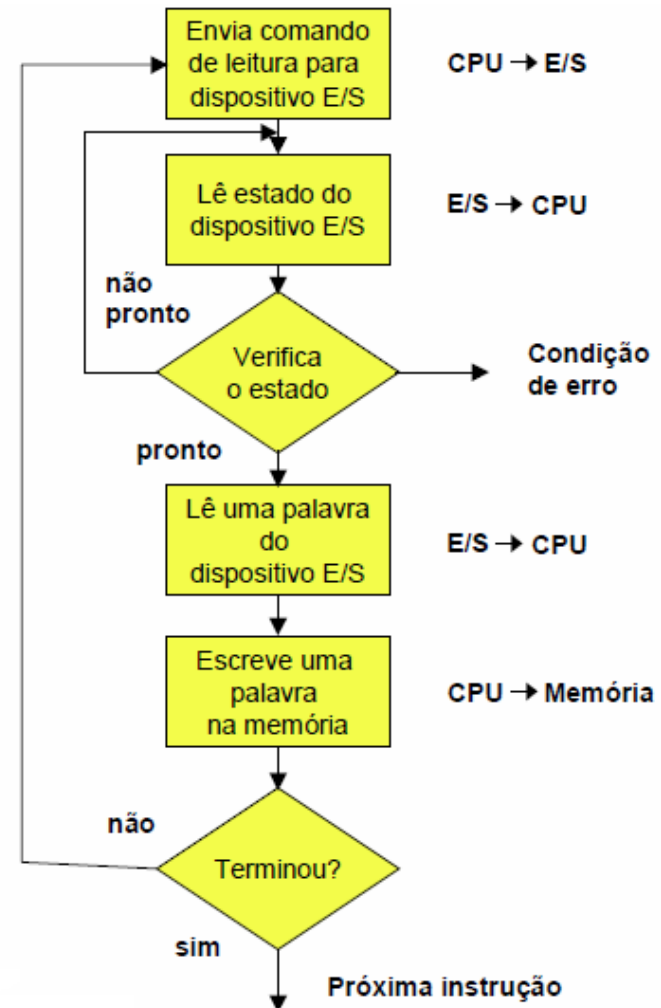 Envia comando
de leitura para
dispositivo E/S
CPU → E/S
Lê estado do
dispositivo E/S
E/S → CPU
não
pronto
Verifica
o estado
Condição
de erro
pronto
Lê uma palavra
do
dispositivo E/S
E/S → CPU
Escreve uma
palavra
na memória
CPU → Memória
não
Terminou?
sim
Próxima instrução